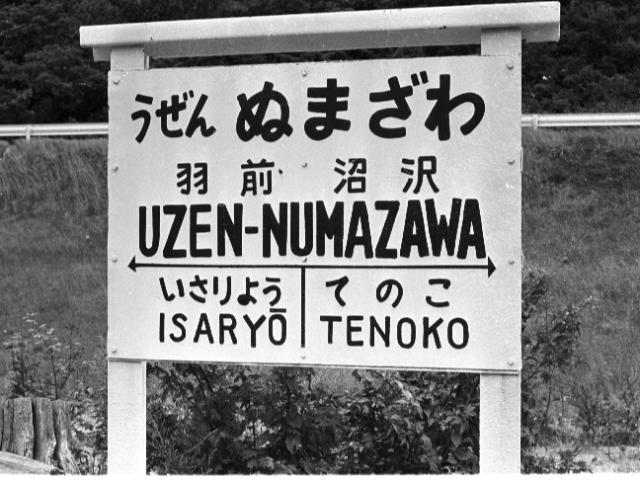 うぜん ぬまざわ
羽前 沼沢
UZEN-NUMAZAWA
いさりよう てのこ
ISARYŌ TENOKO